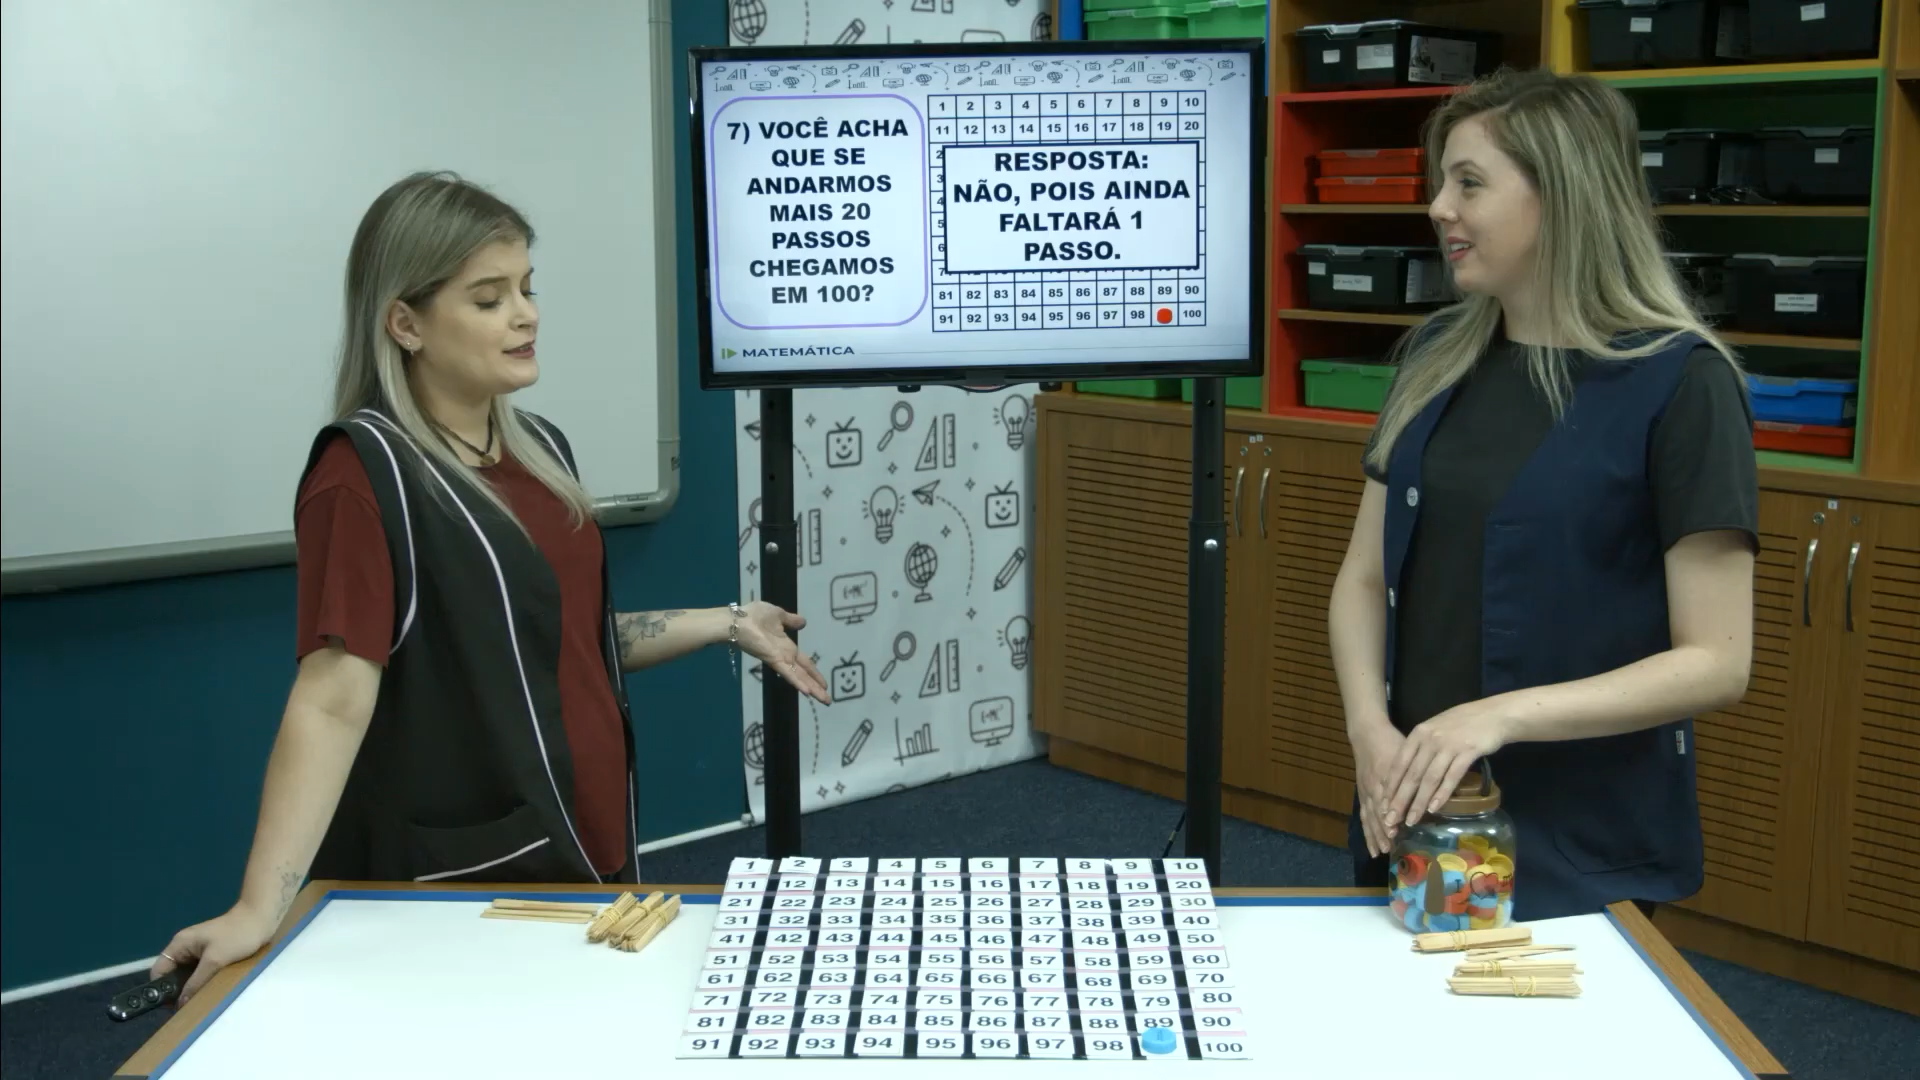 7) VOCÊ ACHA
QUE SE
ANDARMOS
MAIS 20
PASSOS
CHEGAMOS
EM 100?
1 2 3 4 5 6 7 8 9 10
11 12 13 14 15 16 17 18 19 20
RESPOSTA:
NÃO, POIS AINDA
FALTARÁ 1
PASSO.
81 82 83 84 85 86 87 88 89 90
91 92 93 94 95 96 97 98 100
MATEMÁTICA
1 2 3 4 5 6 7 8 9 10
11 12 13 14 15 16 17 18 19 20
21 22 23 24 25 26 27 28 29 30
31 32 33 34 35 36 37 38 39 40
41 42 43 44 45 46 47 48 49 50
51 52 53 54 55 56 57 58 59 60
61 62 63 64 65 66 67 68 69 70
71 72 73 74 75 76 77 78 79 80
81 82 83 84 85 86 87 88 89 90
91 92 93 94 95 96 97 98 100